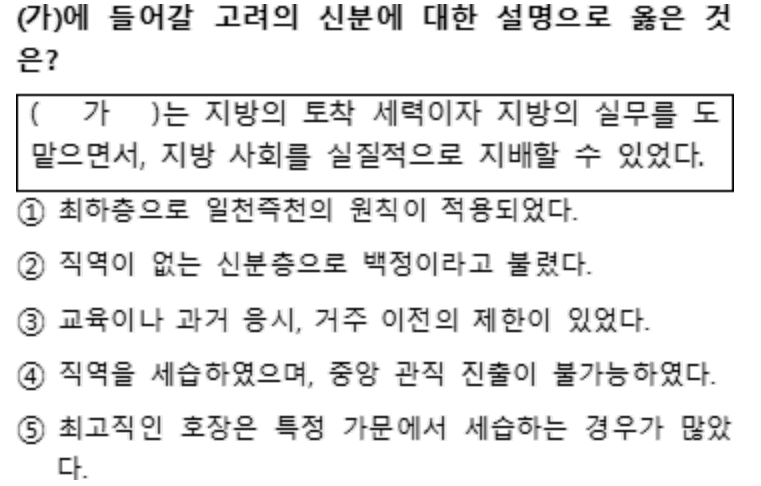 (가)에 들어갈 고려의 신분에 대한 설명으로 옳은 것
은?
( 가 )는 지방의 토착 세력이자 지방의 실무를 도
맡으면서, 지방 사회를 실질적으로 지배할 수 있었다.
① 최하층으로 일천즉천의 원칙이 적용되었다.
② 직역이 없는 신분층으로 백정이라고 불렸다.
③ 교육이나 과거 응시, 거주 이전의 제한이 있었다.
④ 직역을 세습하였으며, 중앙 관직 진출이 불가능하였다.
⑤ 최고직인 호장은 특정 가문에서 세습하는 경우가 많았
다.